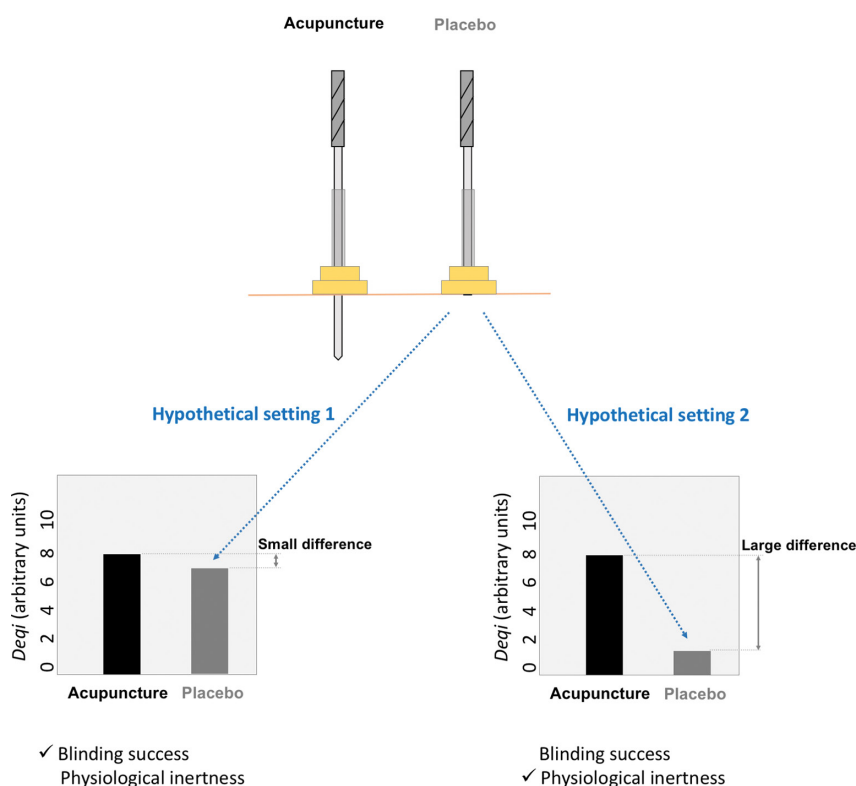 Acupuncture Placebo
Hypothetical setting 1
Hypothetical setting 2
Deqi (arbitrary units)
10
8
6
4
2
0
Small difference
Acupuncture Placebo
✓ Blinding success
Physiological inertness
Deqi (arbitrary units)
10
8
6
4
2
0
Large difference
Acupuncture Placebo
Blinding success
✓ Physiological inertness